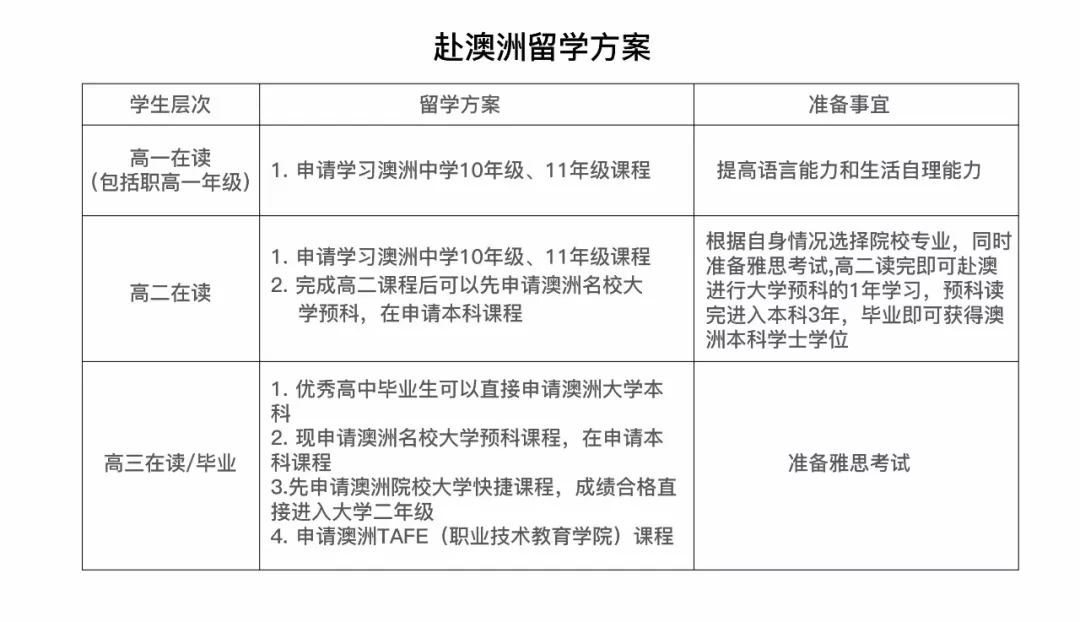 赴澳洲留学方案
学生层次
留学方案
准备事宜
高一在读
(包括职高一年级)
1. 申请学习澳洲中学10年级、11年级课程
提高语言能力和生活自理能力
高二在读
1. 申请学习澳洲中学10年级、11年级课程
2. 完成高二课程后可以先申请澳洲名校大
学预科，在申请本科课程
根据自身情况选择院校专业，同时
准备雅思考试,高二读完即可赴澳
进行大学预科的1年学习，预科读
完进入本科3年，毕业即可获得澳
洲本科学士学位
高三在读/毕业
1. 优秀高中毕业生可以直接申请澳洲大学本
科
2. 现申请澳洲名校大学预科课程，在申请本
科课程
3.先申请澳洲院校大学快捷课程，成绩合格直
接进入大学二年级
4. 申请澳洲TAFE（职业技术教育学院）课程
准备雅思考试